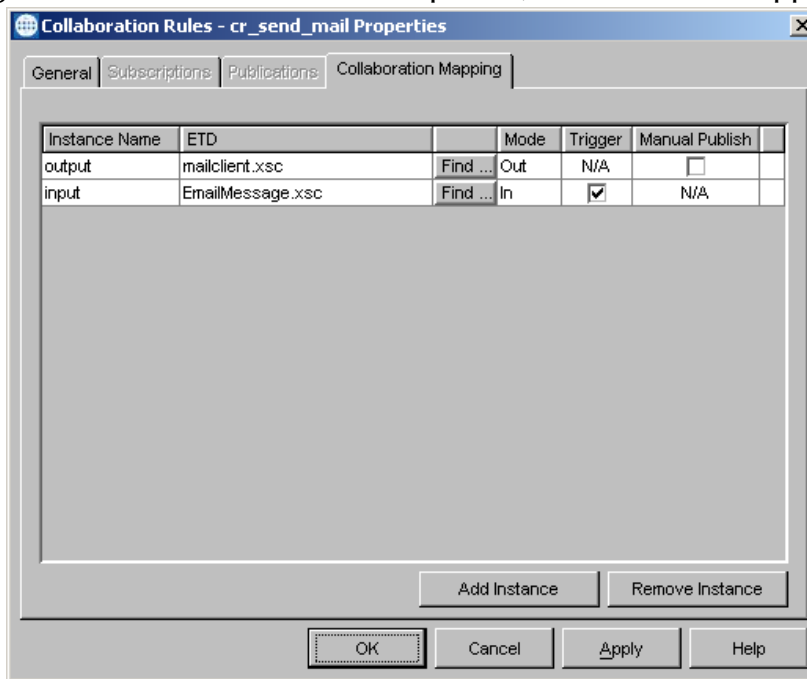 Collaboration Rules - cr_send_mail Properties
General Subscriptions Publications Collaboration Mapping
Instance Name ETD Mode Trigger Manual Publish
output mailclient.xsc Find ... Out N/A
input EmailMessage.xsc Find ... In N/A
Add Instance Remove Instance
OK Cancel Apply Help